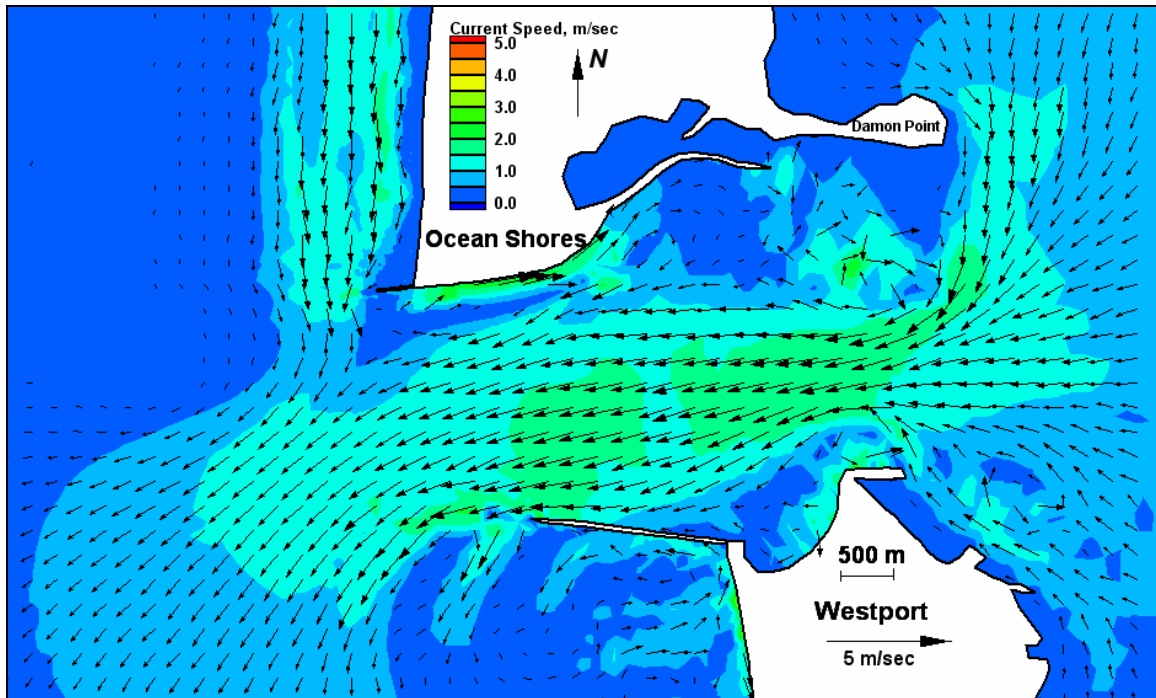 Current Speed, m/sec
5.0
4.0
3.0
2.0
1.0
0.0
N
Damon Point
Ocean Shores
500 m
Westport
5 m/sec